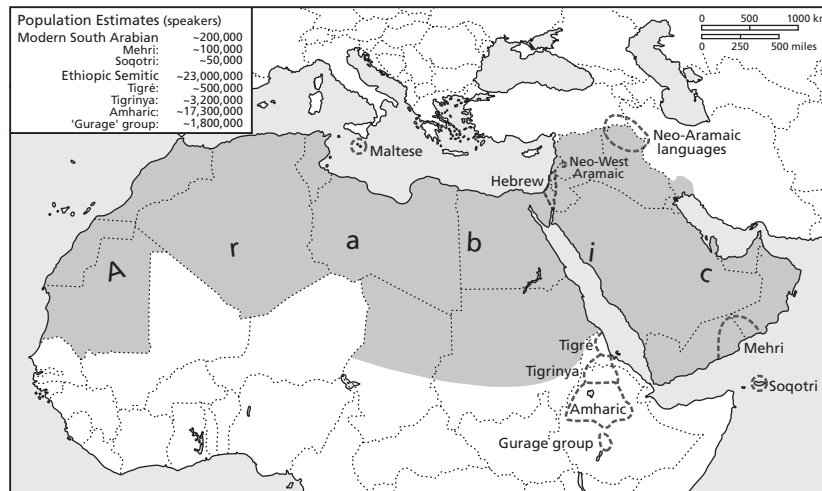 Population Estimates (speakers)
Modern South Arabian ~200,000
Mehri: ~100,000
Soqotri: ~50,000
Ethiopic Semitic ~23,000,000
Tigré: ~500,000
Tigrinya: ~3,200,000
Amharic: ~17,300,000
'Gurage' group: ~1,800,000
0 500 1000 km
0 250 500 miles
Maltese
Neo-Aramaic
languages
Neo-West
Aramaic
Hebrew
A r a b i c
Tigré
Mehri
Tigrinya
Soqotri
Amharic
Gurage group